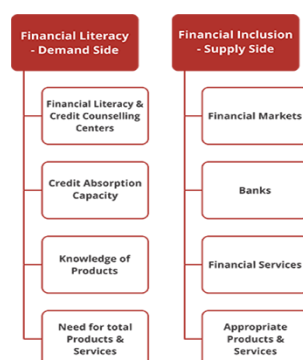 Financial Literacy
- Demand Side
Financial Literacy &
Credit Counselling
Centers
Credit Absorption
Capacity
Knowledge of
Products
Need for total
Products &
Services
Financial Inclusion
- Supply Side
Financial Markets
Banks
Financial Services
Appropriate
Products &
Services